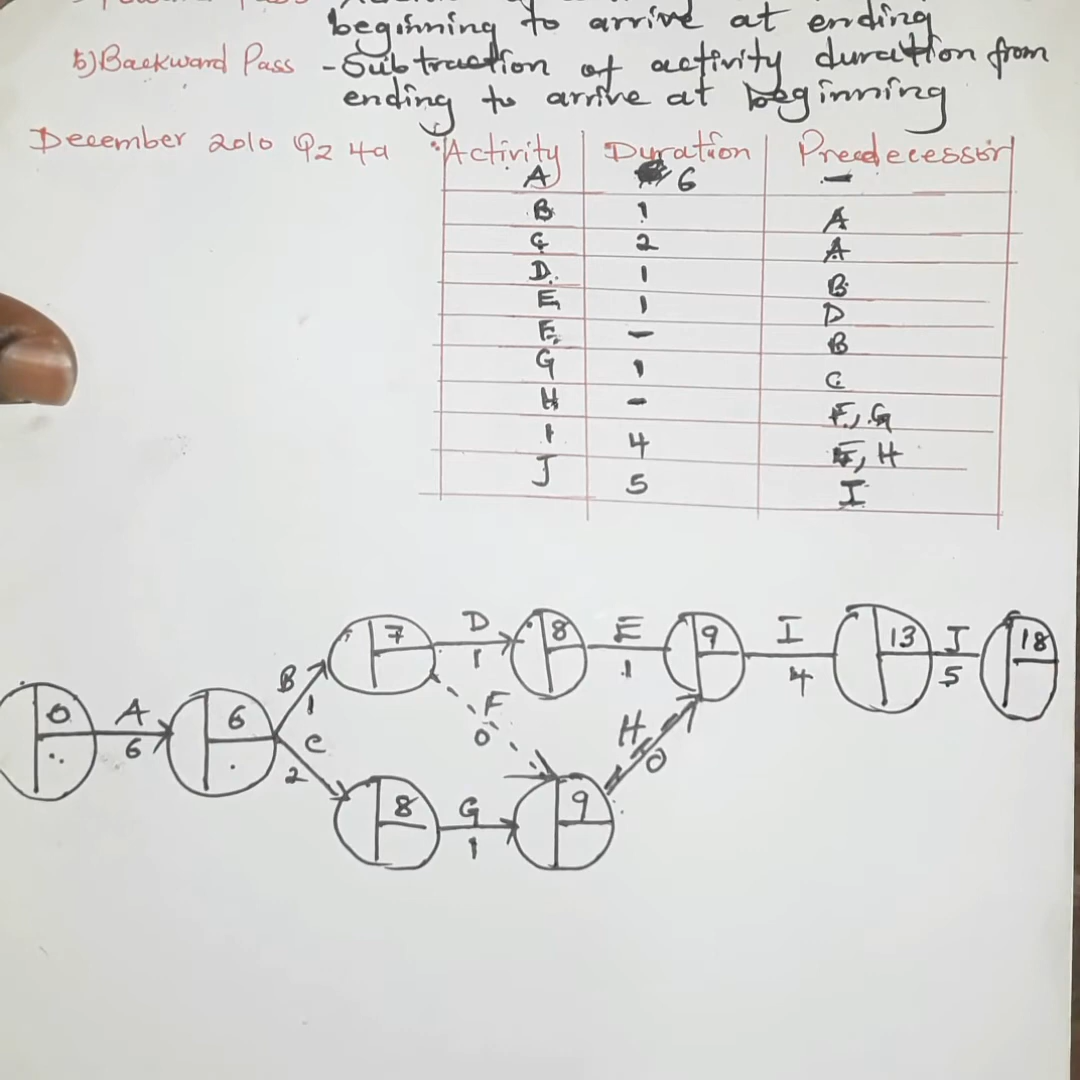 beginning to arrive at ending
5) Backward Pass - Subtraction of activity duration from
ending to arrive at beginning
December 2010 Q2 4a
Activity Duration Predecessor
A 6 -
B 1 A
C 2 A
D 1 B
E 1 D
F - B
G 1 C
H - F, G
I 4 E, H
J 5 I
7 D 1 8 E 1 9 I 4 13 J 5 18
0 A 6 6 B 1 F 0 H 0
C 2
8 G 1 9